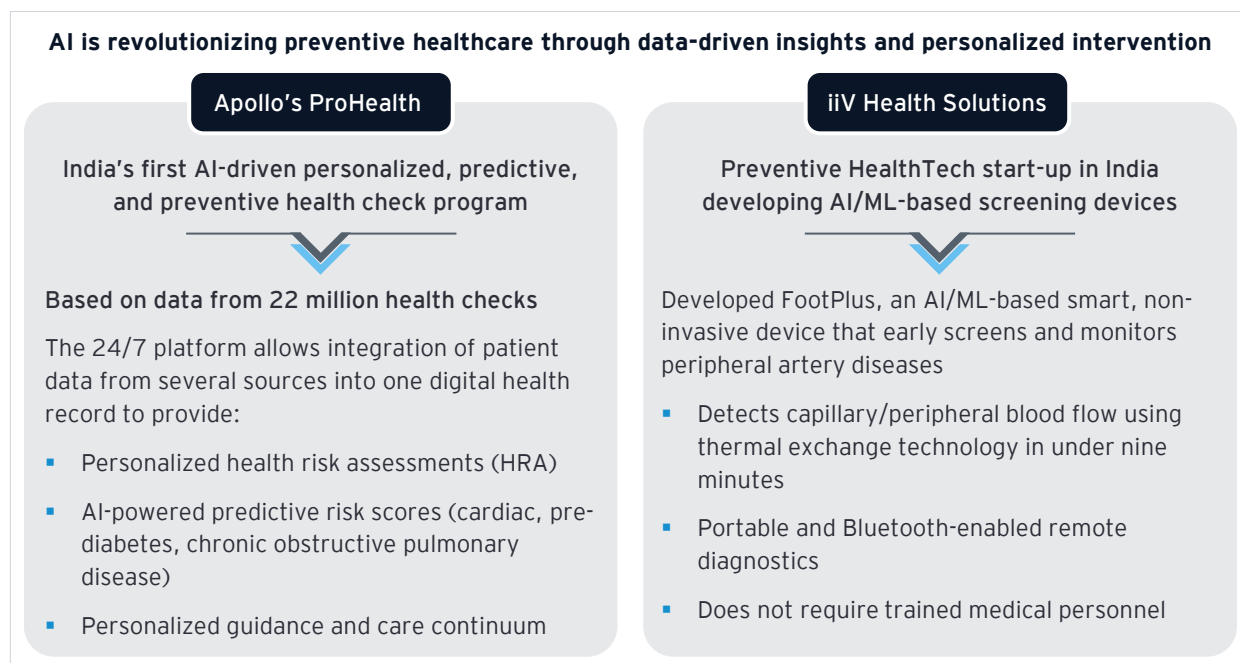 AI is revolutionizing preventive healthcare through data-driven insights and personalized intervention
Apollo's ProHealth
India's first AI-driven personalized, predictive,
and preventive health check program
Based on data from 22 million health checks
The 24/7 platform allows integration of patient
data from several sources into one digital health
record to provide:
▪ Personalized health risk assessments (HRA)
▪ AI-powered predictive risk scores (cardiac, pre-
diabetes, chronic obstructive pulmonary
disease)
▪ Personalized guidance and care continuum
iiV Health Solutions
Preventive HealthTech start-up in India
developing AI/ML-based screening devices
Developed FootPlus, an AI/ML-based smart, non-
invasive device that early screens and monitors
peripheral artery diseases
▪ Detects capillary/peripheral blood flow using
thermal exchange technology in under nine
minutes
▪ Portable and Bluetooth-enabled remote
diagnostics
▪ Does not require trained medical personnel